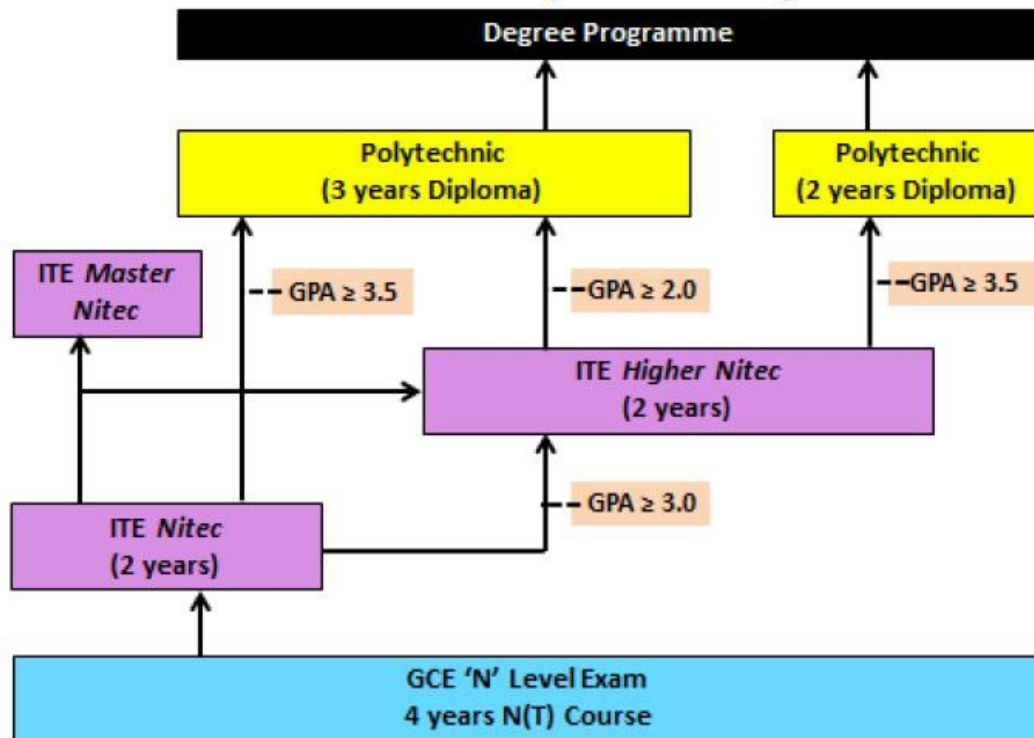 Degree Programme
Polytechnic
(3 years Diploma)
Polytechnic
(2 years Diploma)
ITE Master
Nitec
GPA ≥ 3.5
GPA ≥ 2.0
GPA ≥ 3.5
ITE Higher Nitec
(2 years)
GPA ≥ 3.0
ITE Nitec
(2 years)
GCE ‘N’ Level Exam
4 years N(T) Course